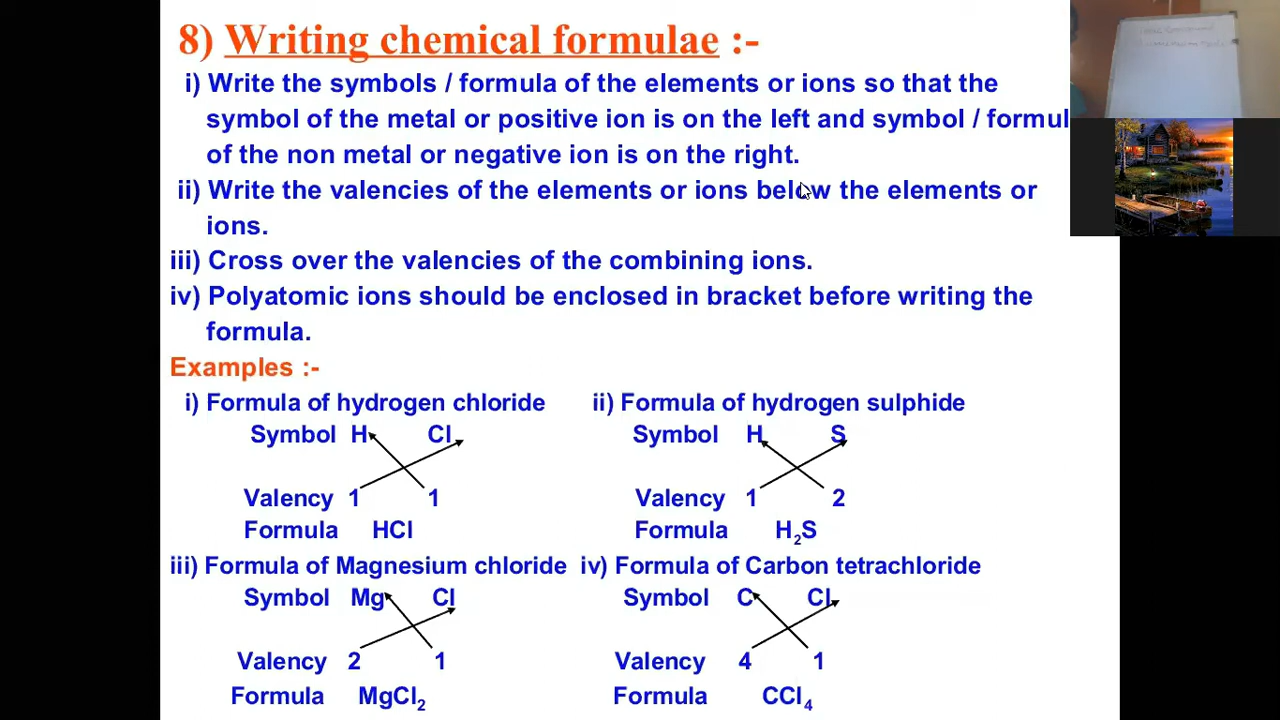 8) Writing chemical formulae :-
i) Write the symbols / formula of the elements or ions so that the
symbol of the metal or positive ion is on the left and symbol / formul
of the non metal or negative ion is on the right.
ii) Write the valencies of the elements or ions below the elements or
ions.
iii) Cross over the valencies of the combining ions.
iv) Polyatomic ions should be enclosed in bracket before writing the
formula.
Examples :-
i) Formula of hydrogen chloride ii) Formula of hydrogen sulphide
Symbol H Cl Symbol H S
Valency 1 1 Valency 1 2
Formula HCl Formula H₂S
iii) Formula of Magnesium chloride iv) Formula of Carbon tetrachloride
Symbol Mg Cl Symbol C Cl
Valency 2 1 Valency 4 1
Formula MgCl₂ Formula CCl₄